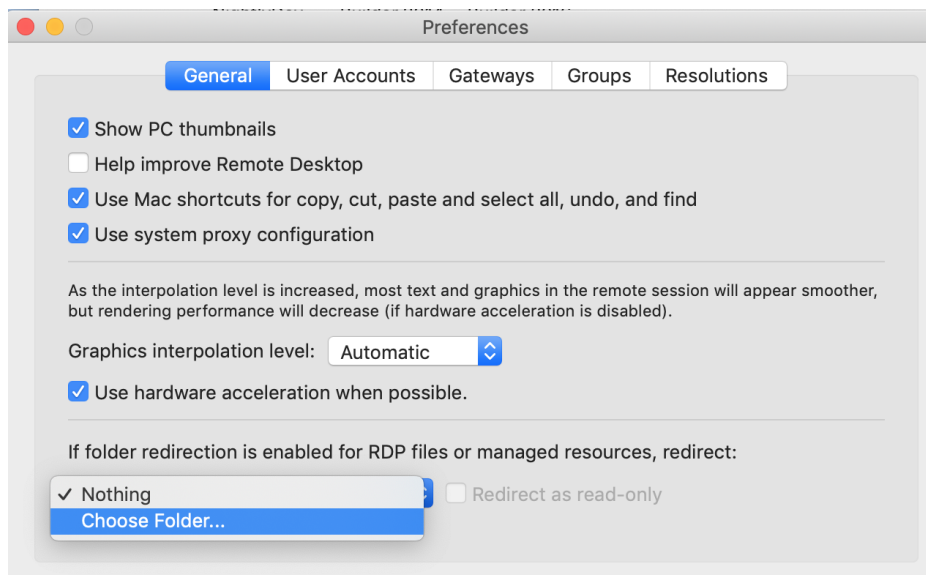 Preferences
General User Accounts Gateways Groups Resolutions
Show PC thumbnails
Help improve Remote Desktop
Use Mac shortcuts for copy, cut, paste and select all, undo, and find
Use system proxy configuration
As the interpolation level is increased, most text and graphics in the remote session will appear smoother,
but rendering performance will decrease (if hardware acceleration is disabled).
Graphics interpolation level: Automatic
Use hardware acceleration when possible.
If folder redirection is enabled for RDP files or managed resources, redirect:
Nothing Redirect as read-only
Choose Folder...